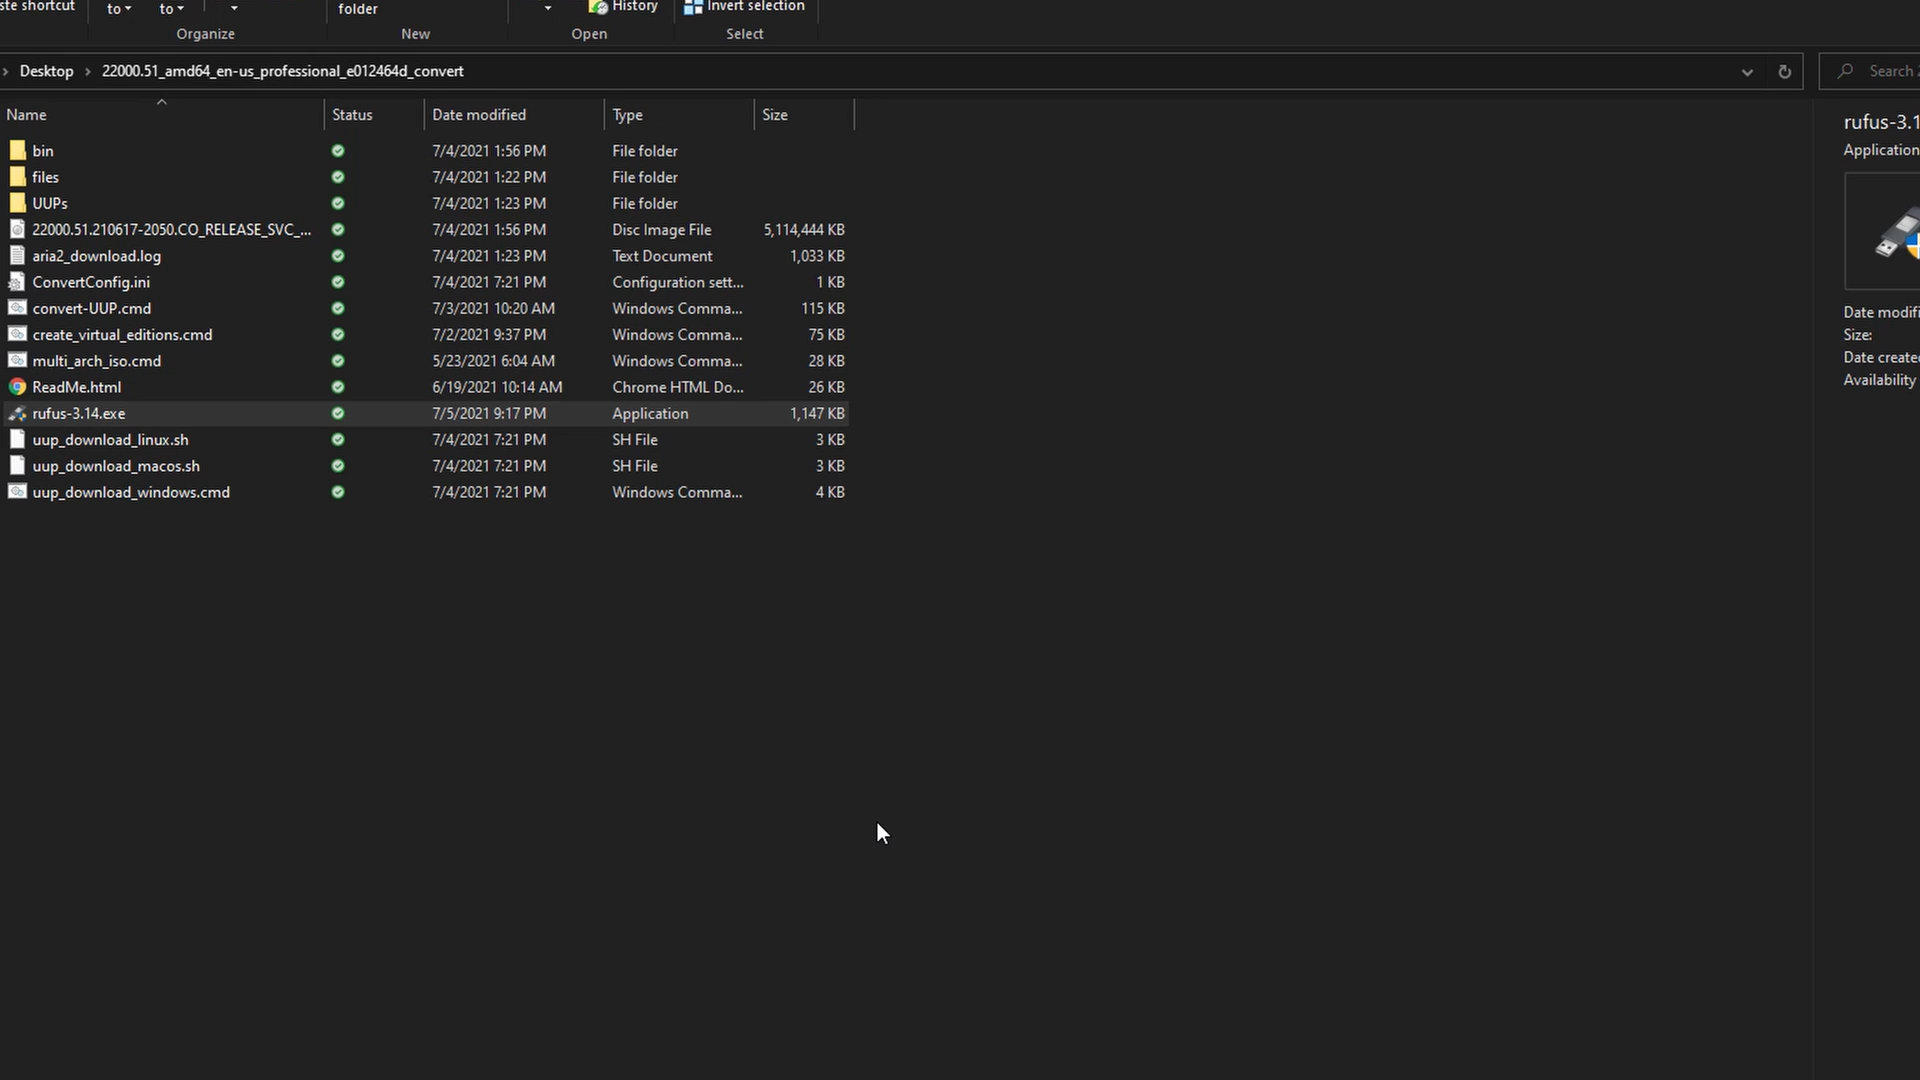 ste shortcut
to
to
folder
History
Invert selection
Organize
New
Open
Select
Desktop
22000.51_amd64_en-us_professional_e012464d_convert
Search
Name Status Date modified Type Size
bin 7/4/2021 1:56 PM File folder
files 7/4/2021 1:22 PM File folder
UUPs 7/4/2021 1:23 PM File folder
22000.51.210617-2050.CO_RELEASE_SVC_... 7/4/2021 1:56 PM Disc Image File 5,114,444 KB
aria2_download.log 7/4/2021 1:23 PM Text Document 1,033 KB
ConvertConfig.ini 7/4/2021 7:21 PM Configuration sett... 1 KB
convert-UUP.cmd 7/3/2021 10:20 AM Windows Comma... 115 KB
create_virtual_editions.cmd 7/2/2021 9:37 PM Windows Comma... 75 KB
multi_arch_iso.cmd 5/23/2021 6:04 AM Windows Comma... 28 KB
ReadMe.html 6/19/2021 10:14 AM Chrome HTML Do... 26 KB
rufus-3.14.exe 7/5/2021 9:17 PM Application 1,147 KB
uup_download_linux.sh 7/4/2021 7:21 PM SH File 3 KB
uup_download_macos.sh 7/4/2021 7:21 PM SH File 3 KB
uup_download_windows.cmd 7/4/2021 7:21 PM Windows Comma... 4 KB
rufus-3.1
Application
Date modifi
Size:
Date create
Availability